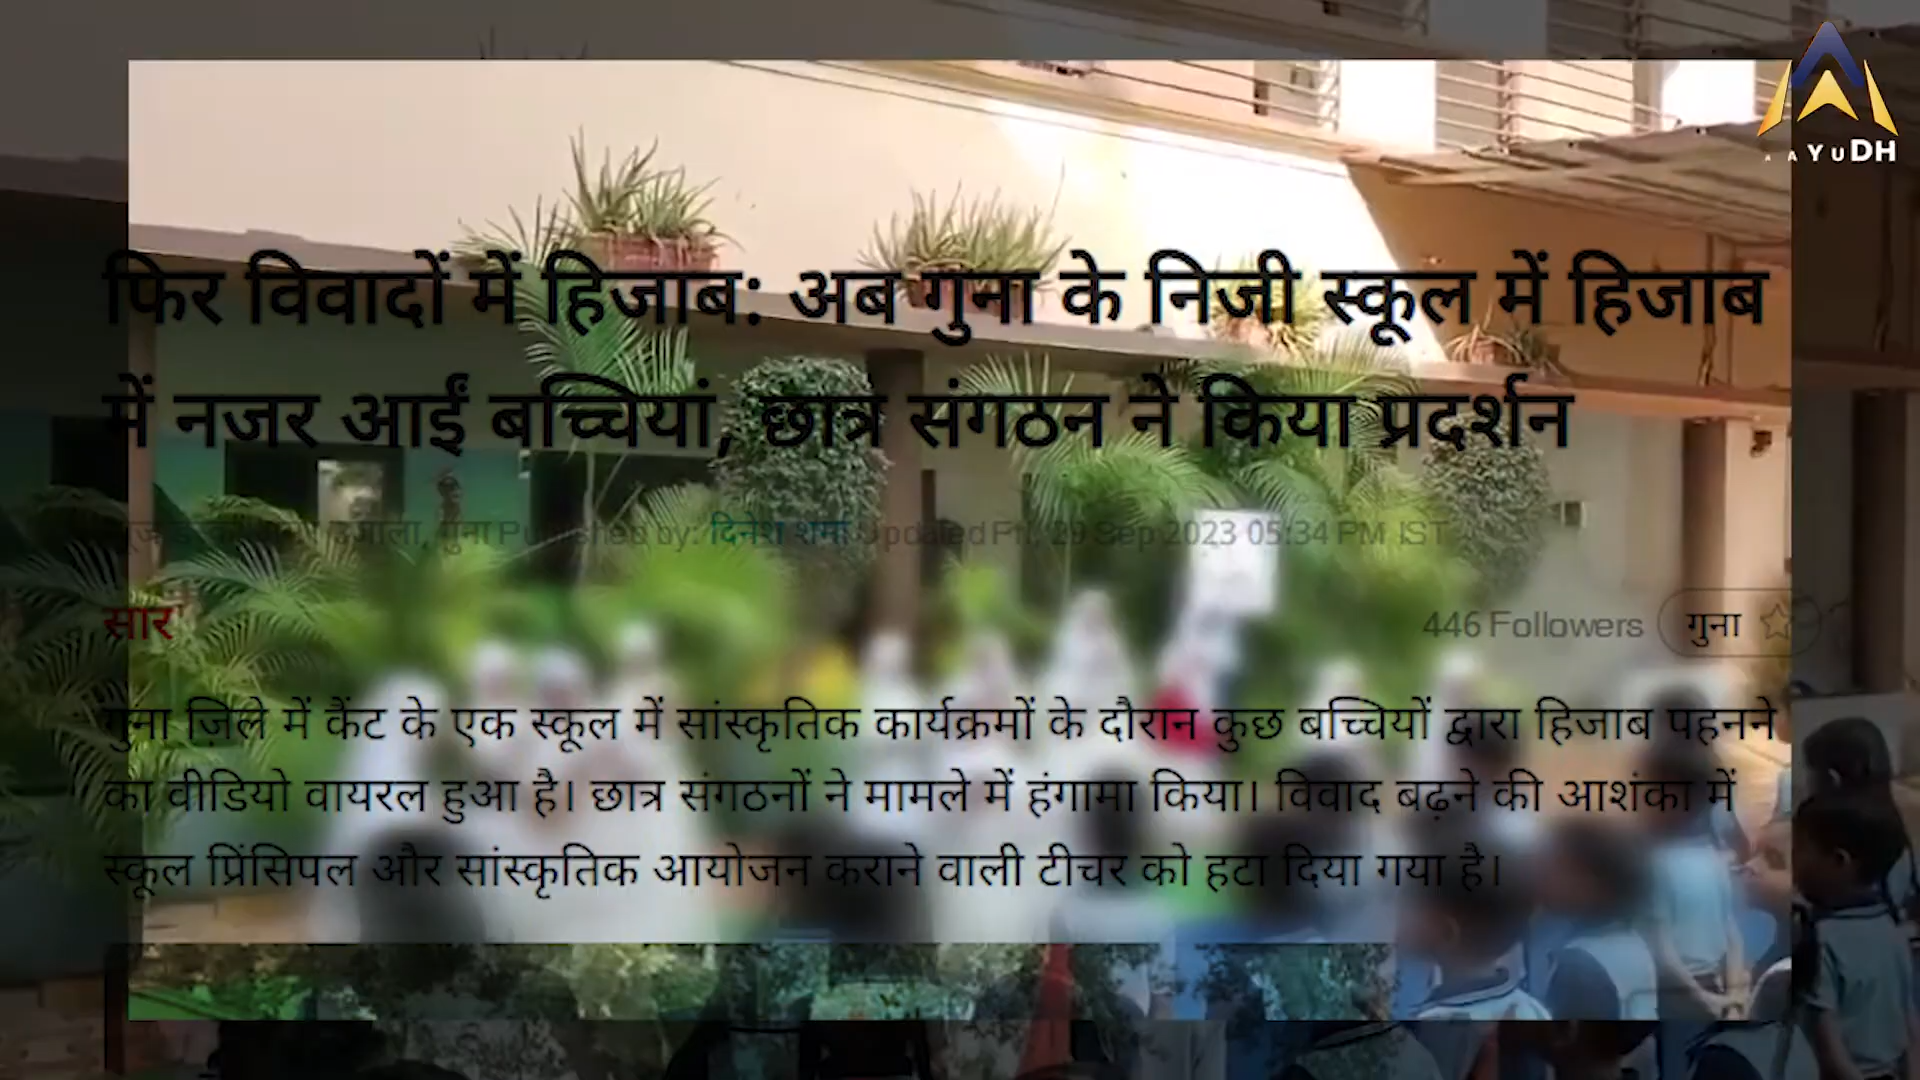 AAYUDH
फिर विवादों में हिजाब: अब गुना के निजी स्कूल में हिजाब
में नजर आईं बच्चियां, छात्र संगठन ने किया प्रदर्शन
गुना Published by: दिनेश शर्मा Updated Fri, 29 Sep 2023 05:34 PM IST
सार
446 Followers गुना
गुना ज़िले में कैंट के एक स्कूल में सांस्कृतिक कार्यक्रमों के दौरान कुछ बच्चियों द्वारा हिजाब पहनने
का वीडियो वायरल हुआ है। छात्र संगठनों ने मामले में हंगामा किया। विवाद बढ़ने की आशंका में
स्कूल प्रिंसिपल और सांस्कृतिक आयोजन कराने वाली टीचर को हटा दिया गया है।